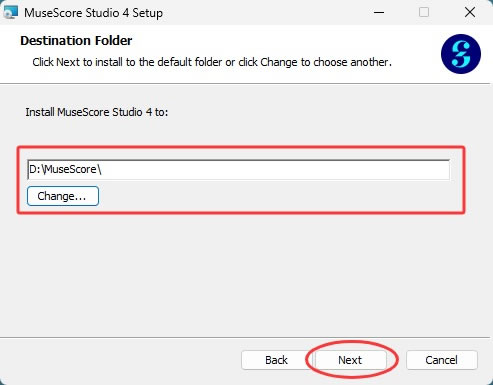 MuseScore Studio 4 Setup
Destination Folder
Click Next to install to the default folder or click Change to choose another.
Install MuseScore Studio 4 to:
D:\MuseScore\
Change...
Back Next Cancel